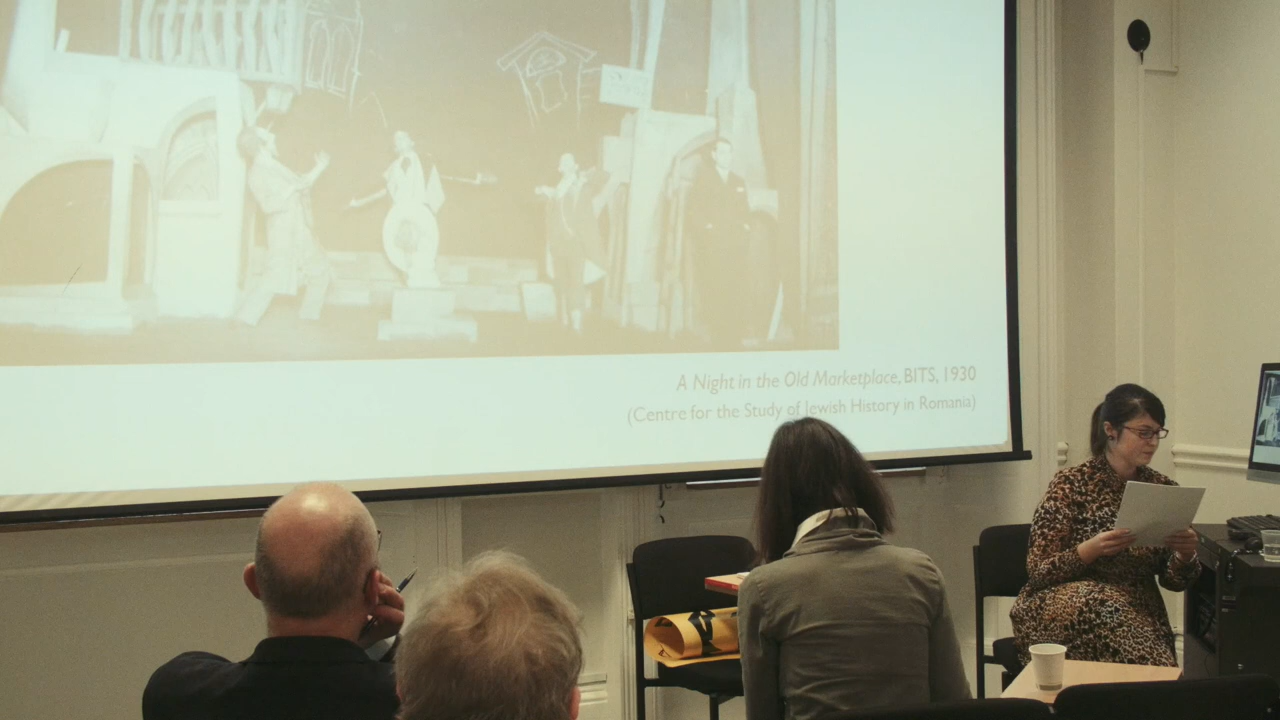 A Night in the Old Marketplace, BITS, 1930
(Centre for the Study of Jewish History in Romania)